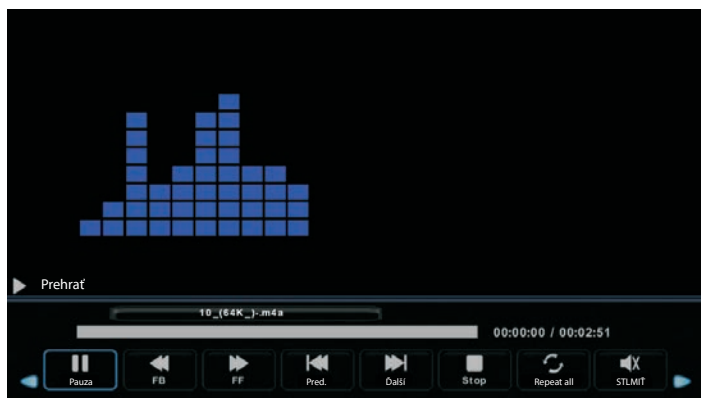 Prehrať
10_(64K_)-.m4a
00:00:00 / 00:02:51
Pauza FB FF Pred. Ďalší Stop Repeat all STLMIŤ